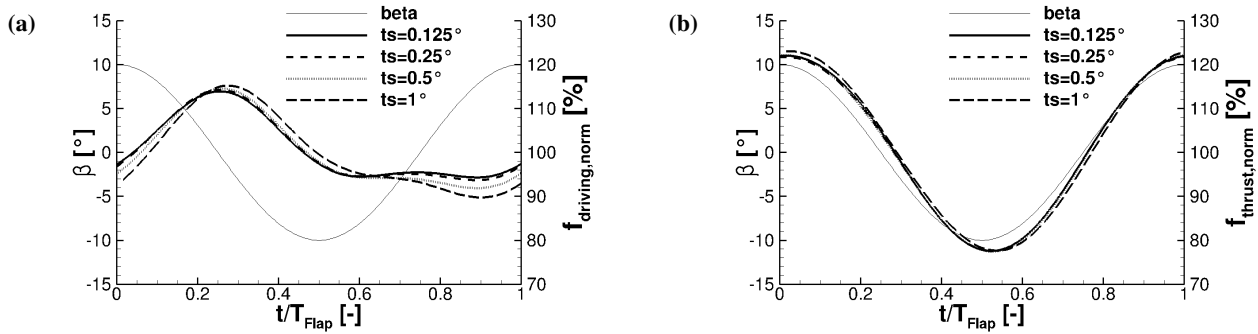 (a)
beta
ts=0.125°
ts=0.25°
ts=0.5°
ts=1°
15
10
5
0
-5
-10
-15
β [°]
130
120
110
100
90
80
70
f_driving,norm [%]
0
0.2
0.4
0.6
0.8
1
t/T_Flap [-]
(b)
beta
ts=0.125°
ts=0.25°
ts=0.5°
ts=1°
15
10
5
0
-5
-10
-15
β [°]
130
120
110
100
90
80
70
f_thrust,norm [%]
0
0.2
0.4
0.6
0.8
1
t/T_Flap [-]